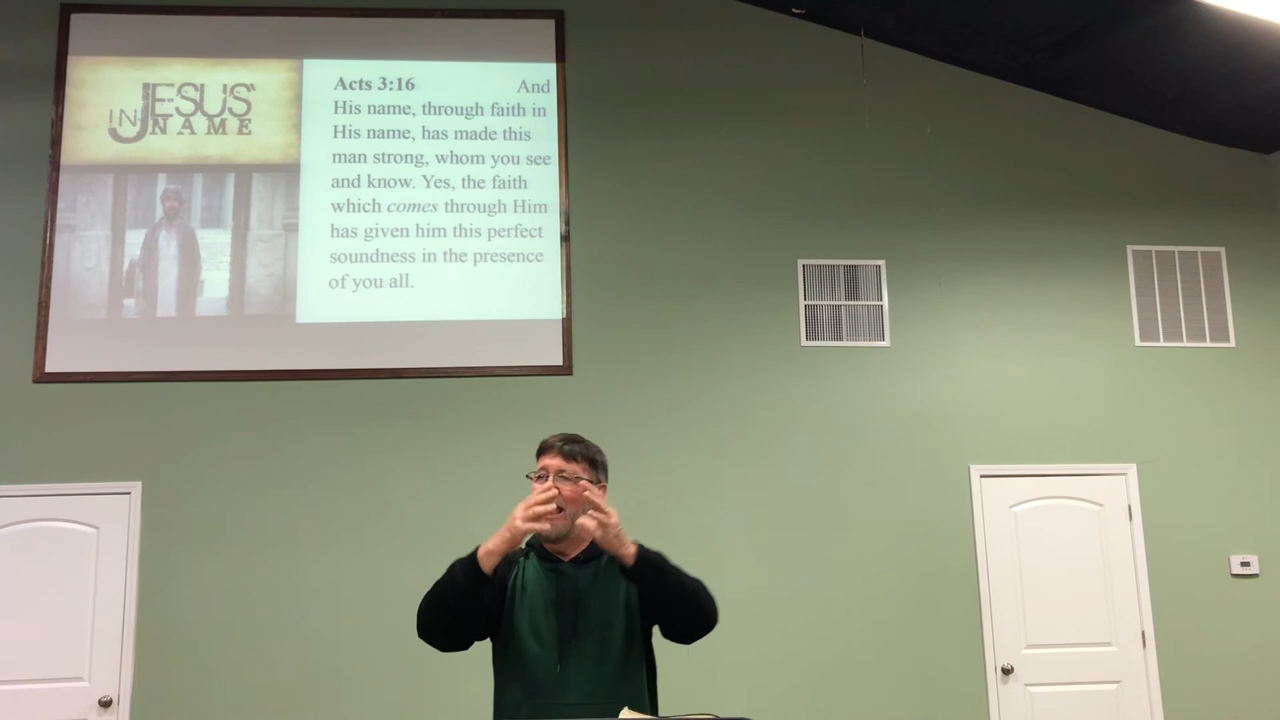 IN JESUS'
NAME
Acts 3:16 And
His name, through faith in
His name, has made this
man strong, whom you see
and know. Yes, the faith
which comes through Him
has given him this perfect
soundness in the presence
of you all.